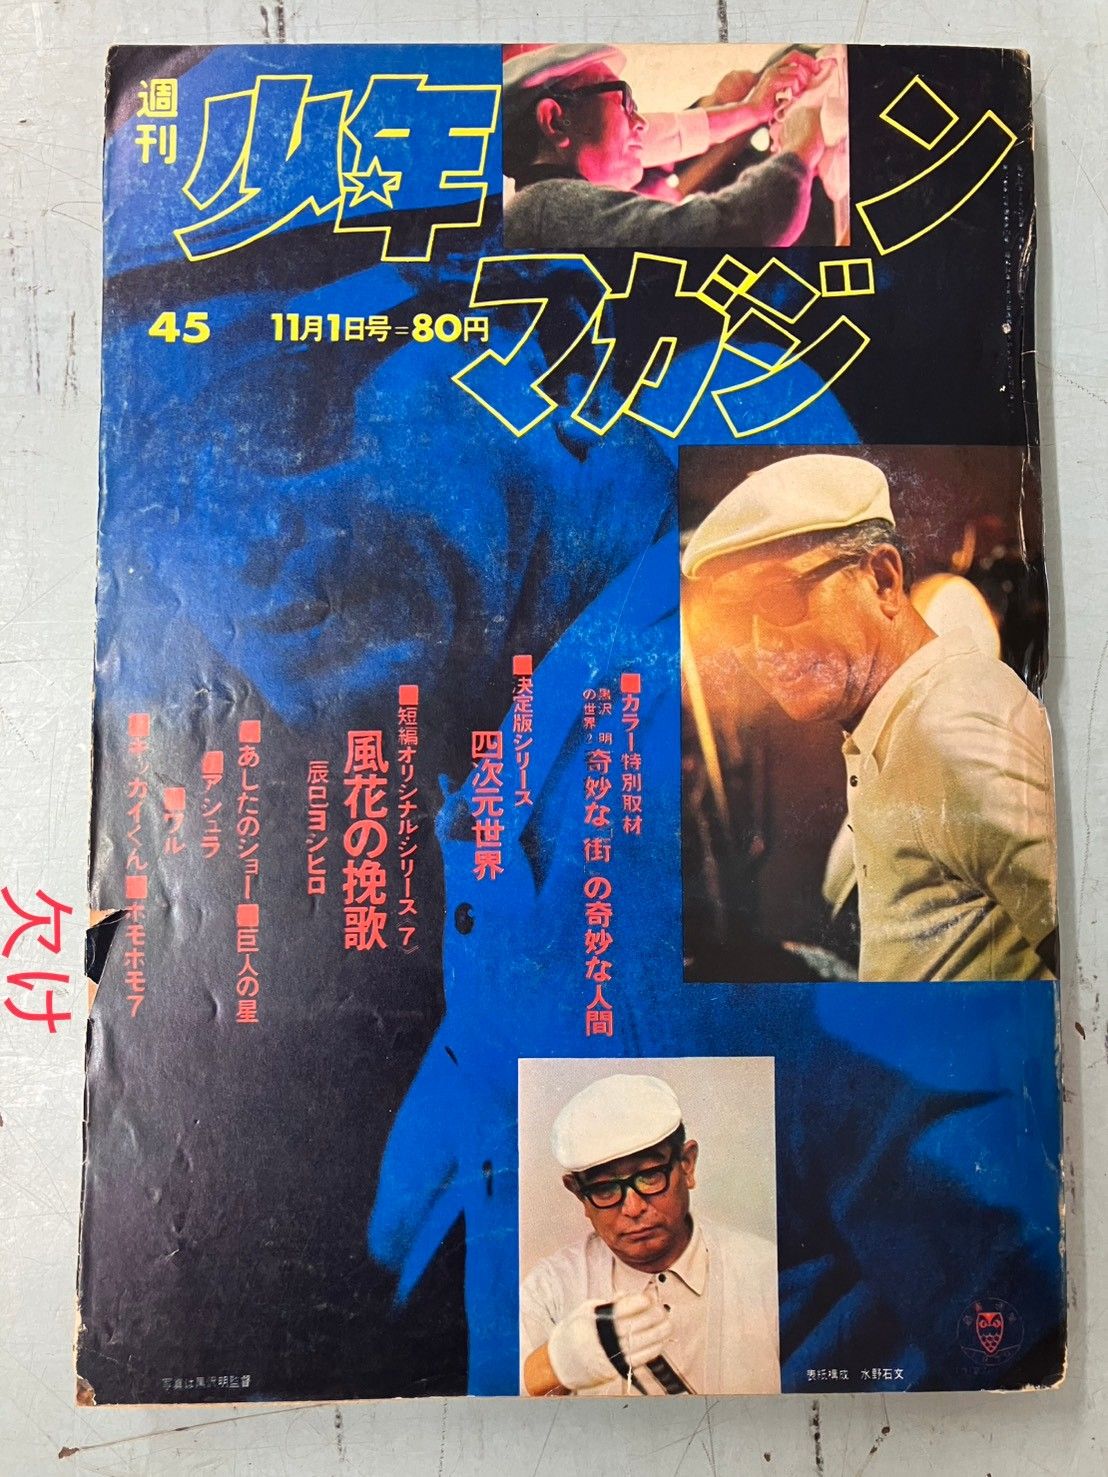 週刊
少年マガジン
45 11月1日号=80円
■カラー特別取材
黒沢 明の世界2
奇妙な「街」の奇妙な人間
■決定版シリーズ
四次元世界
■短編オリジナル・シリーズ〈7〉
風花の挽歌
辰巳ヨシヒロ
■あしたのジョー■巨人の星
■アシュラ
■ワル
■キッカイくん■ホモホモ7
欠け
写真は黒沢明監督
表紙構成 水野石文